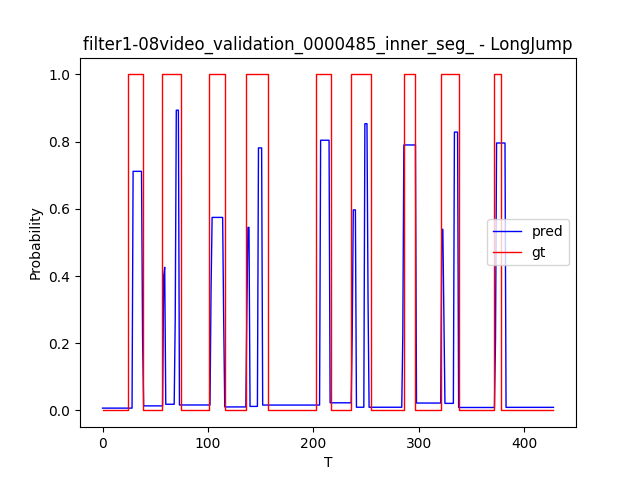 filter1-08video_validation_0000485_inner_seg_ - LongJump
1.0
0.8
0.6
0.4
0.2
0.0
Probability
pred
gt
0 100 200 300 400
T